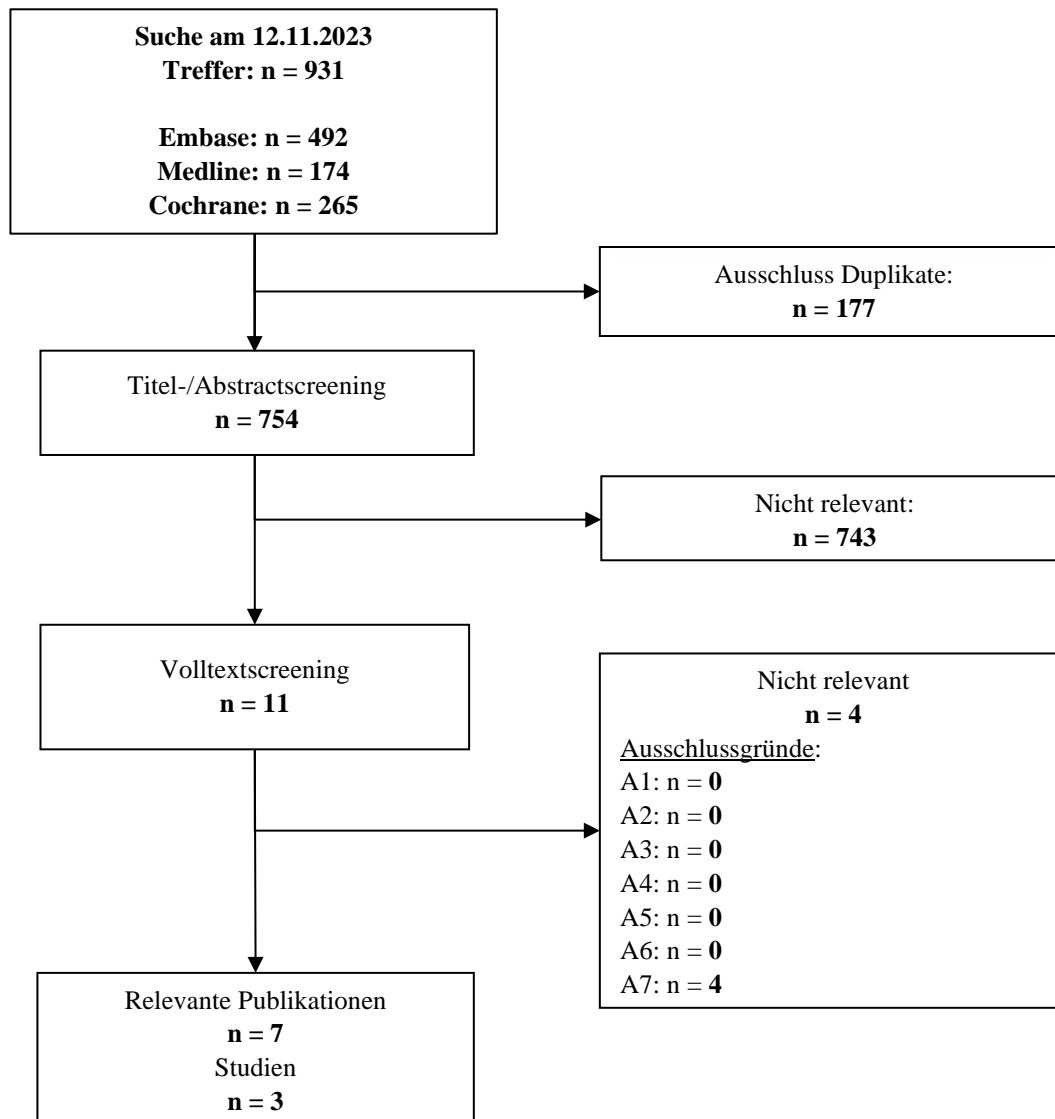 Suche am 12.11.2023
Treffer: n = 931
Embase: n = 492
Medline: n = 174
Cochrane: n = 265
Ausschluss Duplikate:
n = 177
Titel-/Abstractscreening
n = 754
Nicht relevant:
n = 743
Volltextscreening
n = 11
Nicht relevant
n = 4
Ausschlussgründe:
A1: n = 0
A2: n = 0
A3: n = 0
A4: n = 0
A5: n = 0
A6: n = 0
A7: n = 4
Relevante Publikationen
n = 7
Studien
n = 3